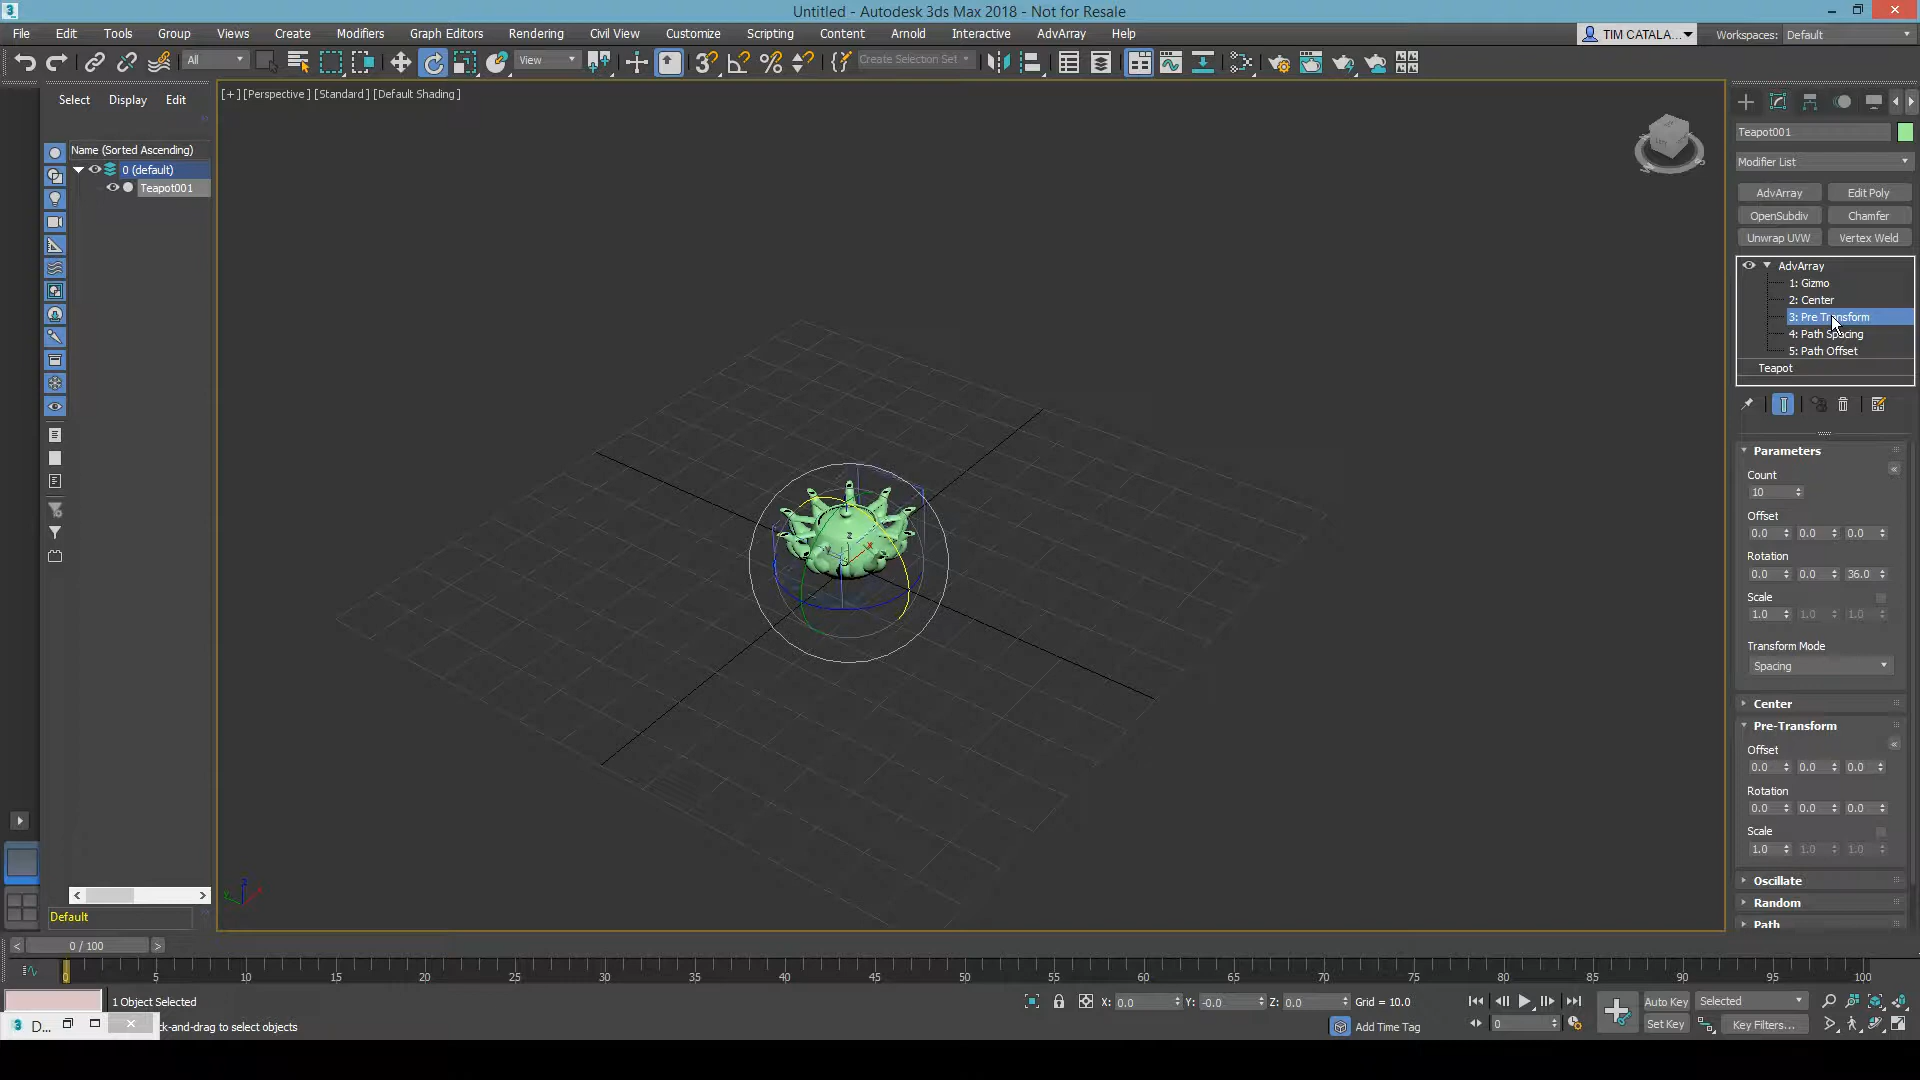 Untitled - Autodesk 3ds Max 2018 - Not for Resale
File Edit Tools Group Views Create Modifiers Graph Editors Rendering Civil View Customize Scripting Content Arnold Interactive AdvArray Help
TIM CATALA... Workspaces: Default
All View Create Selection Set
Select Display Edit
[+] [Perspective ] [Standard ] [Default Shading ]
Name (Sorted Ascending)
0 (default)
Teapot001
Teapot001
Modifier List
AdvArray Edit Poly
OpenSubdiv Chamfer
Unwrap UVW Vertex Weld
AdvArray
1: Gizmo
2: Center
3: Pre Transform
4: Path Spacing
5: Path Offset
Teapot
Parameters
Count
10
Offset
0.0 0.0 0.0
Rotation
0.0 0.0 36.0
Scale
1.0 1.0 1.0
Transform Mode
Spacing
Center
Pre-Transform
Offset
0.0 0.0 0.0
Rotation
0.0 0.0 0.0
Scale
1.0 1.0 1.0
Oscillate
Random
Path
Default
0 / 100
0 5 10 15 20 25 30 35 40 45 50 55 60 65 70 75 80 85 90 95 100
1 Object Selected X: 0.0 Y: -0.0 Z: 0.0 Grid = 10.0 Auto Key Selected
D... ck-and-drag to select objects Add Time Tag 0 Set Key Key Filters...